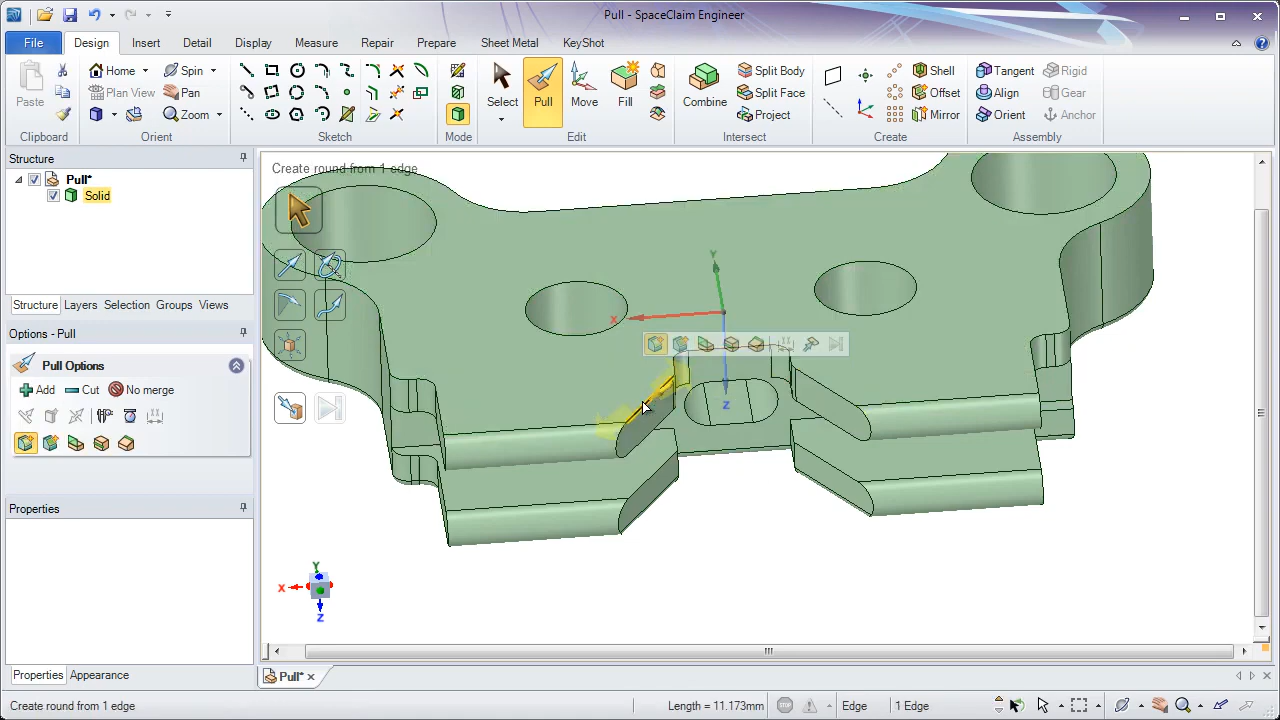 Pull - SpaceClaim Engineer
File Design Insert Detail Display Measure Repair Prepare Sheet Metal KeyShot
Home Spin Split Body Shell Tangent Rigid
Paste Plan View Pan Select Pull Move Fill Combine Split Face Offset Align Gear
Zoom Project Mirror Orient Anchor
Clipboard Orient Sketch Mode Edit Intersect Create Assembly
Structure
Pull*
Solid
Structure Layers Selection Groups Views
Options - Pull
Pull Options
Add Cut No merge
Properties
Properties Appearance
Create round from 1 edge
Y
X
Z
Y
X
Z
Pull*
Create round from 1 edge Length = 11.173mm Edge 1 Edge